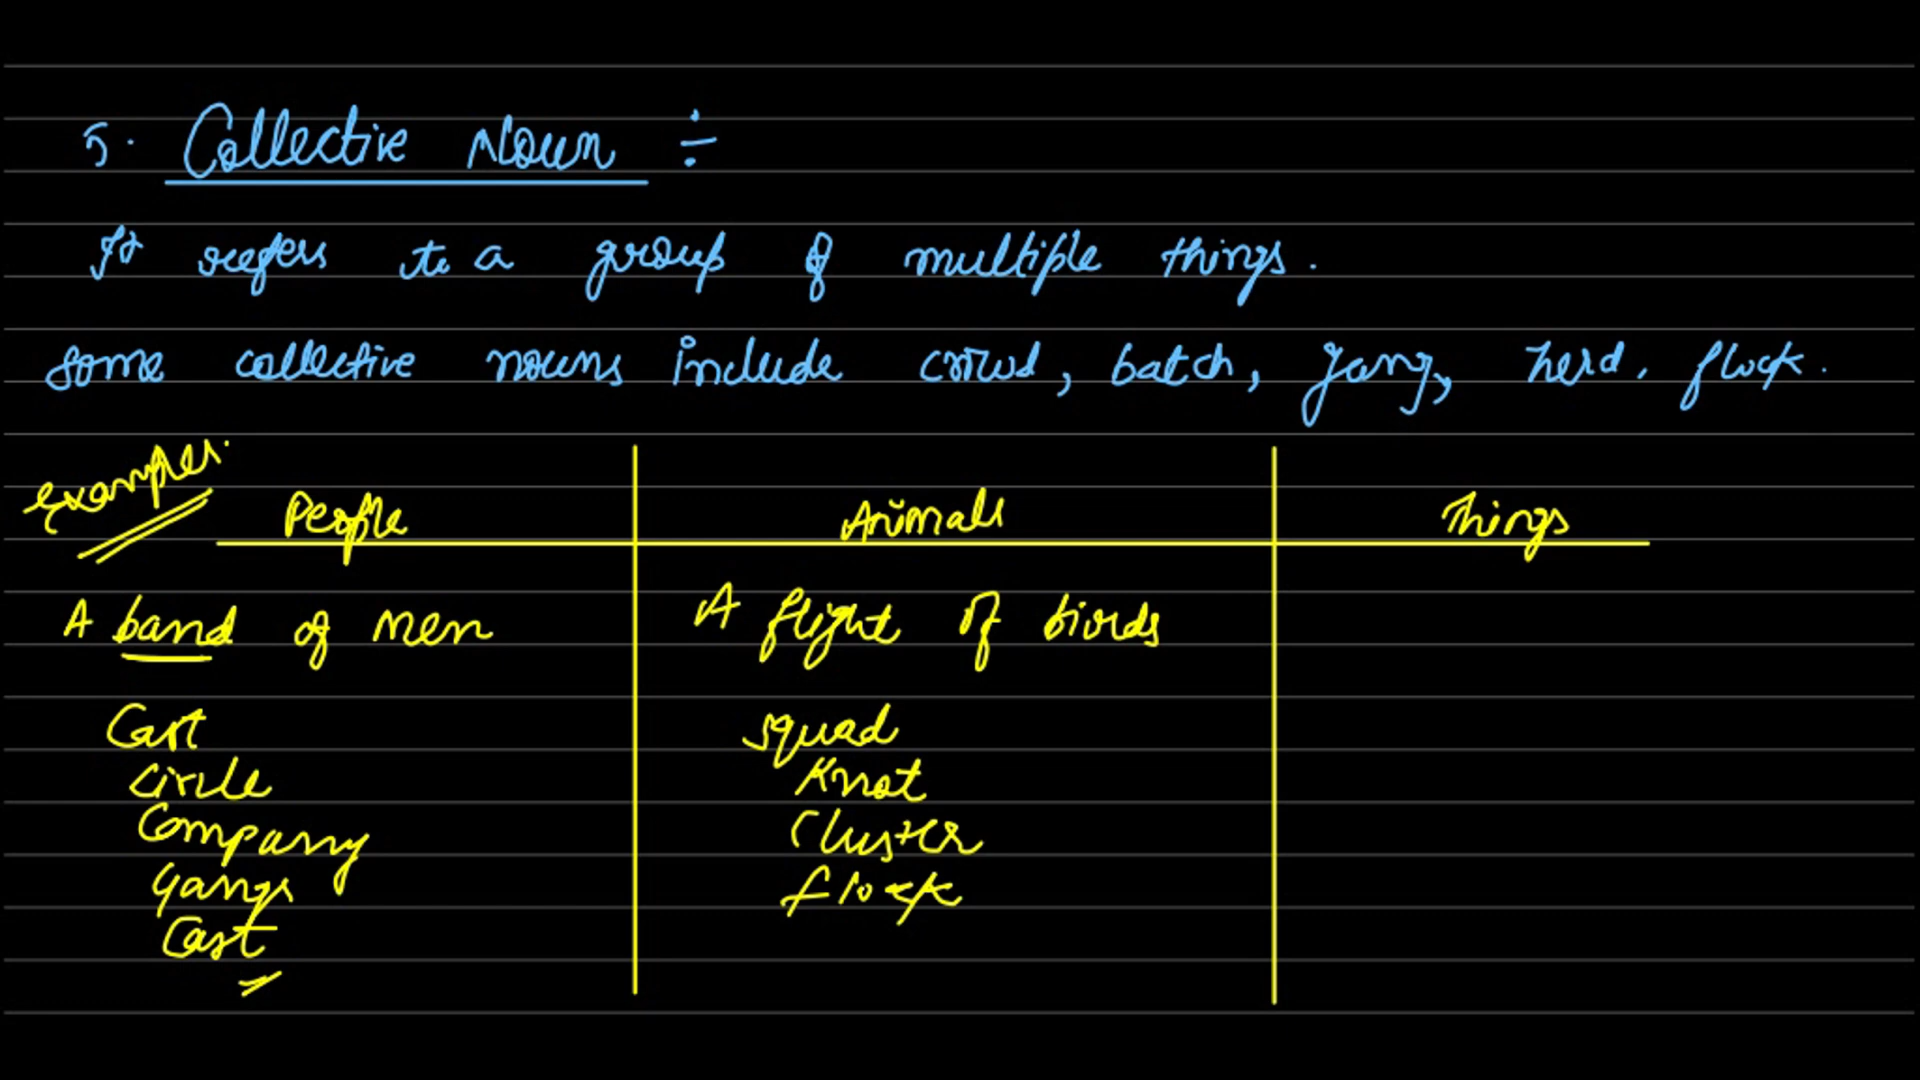 5. Collective Noun ÷
It refers to a group of multiple things.
some collective nouns include crowd, batch, gang, herd, flock.
examples.
People
Animals
Things
A band of men
A flight of birds
Cast
squad
circle
Knot
Company
Cluster
Gangs
flock
Cast